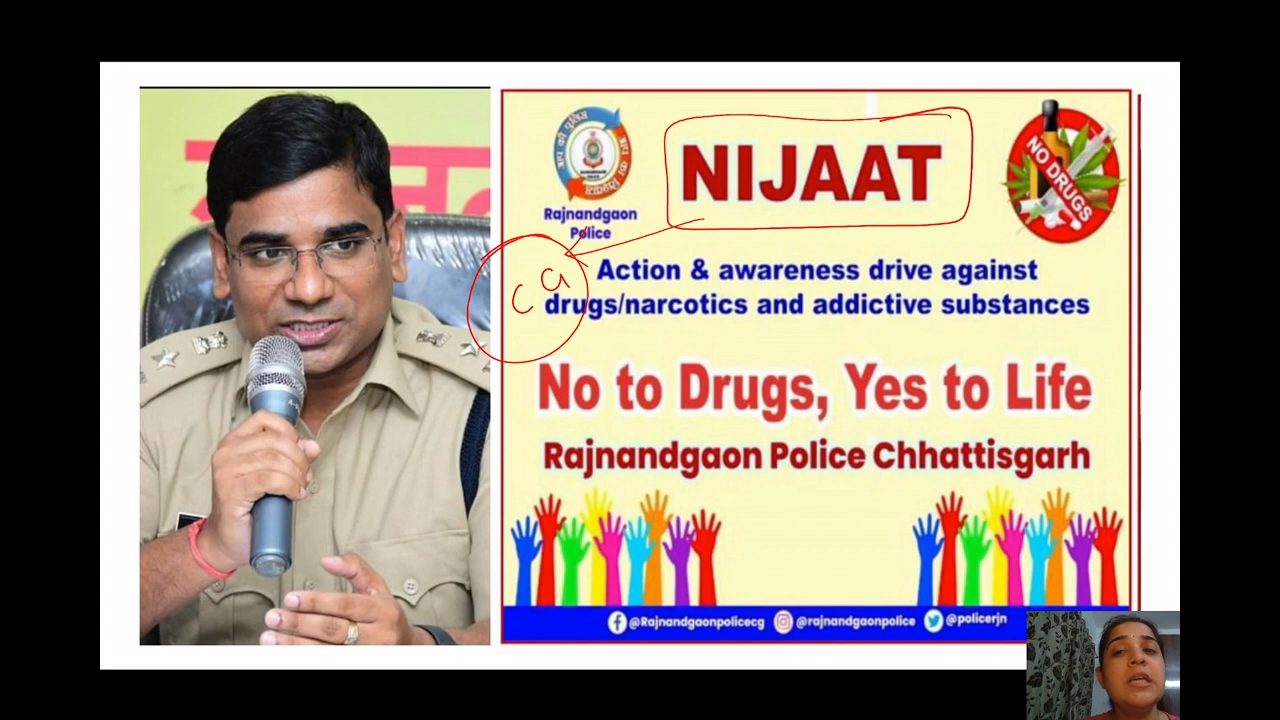 NIJAAT
NO DRUGS
Rajnandgaon
Police
CG
Action & awareness drive against
drugs/narcotics and addictive substances
No to Drugs, Yes to Life
Rajnandgaon Police Chhattisgarh
@Rajnandgaonpolicecg @rajnandgaonpolice @policerjn